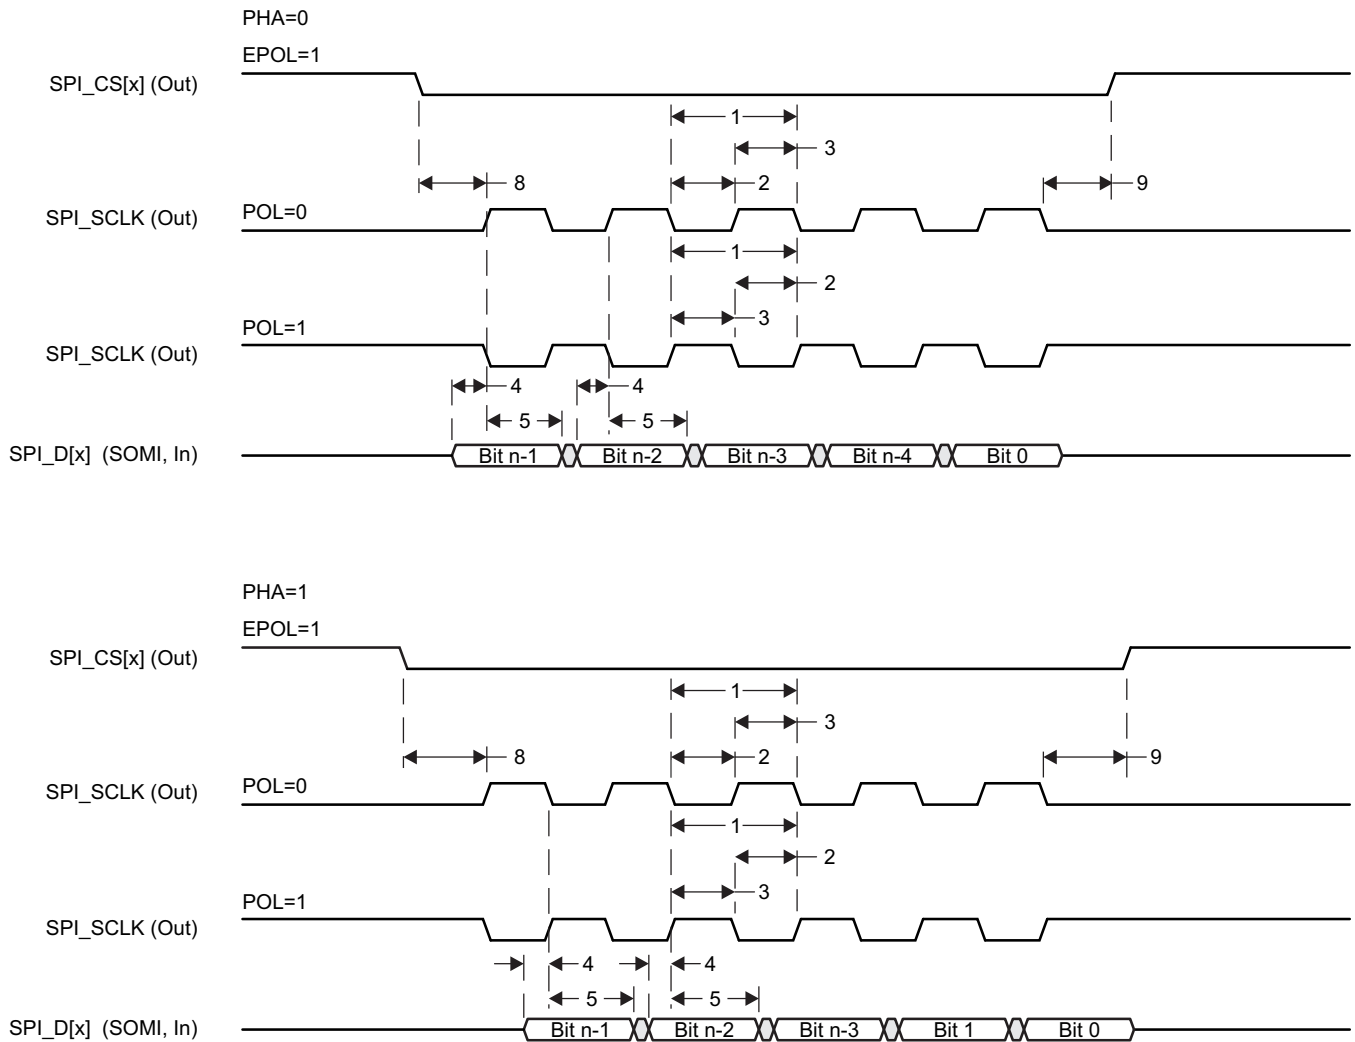 PHA=0
EPOL=1
SPI_CS[x] (Out)
1
3
8
2
9
SPI_SCLK (Out)
POL=0
1
2
3
POL=1
SPI_SCLK (Out)
4
4
5
5
SPI_D[x] (SOMI, In)
Bit n-1
Bit n-2
Bit n-3
Bit n-4
Bit 0
PHA=1
EPOL=1
SPI_CS[x] (Out)
1
3
8
2
9
SPI_SCLK (Out)
POL=0
1
2
3
POL=1
SPI_SCLK (Out)
4
4
5
5
SPI_D[x] (SOMI, In)
Bit n-1
Bit n-2
Bit n-3
Bit 1
Bit 0